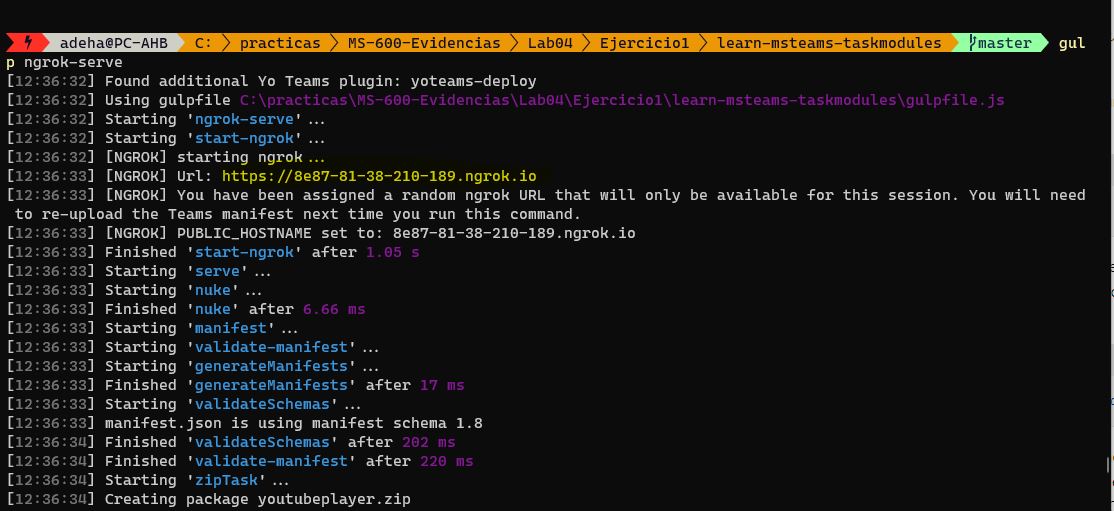 adeha@PC-AHB C: practicas MS-600-Evidencias Lab04 Ejercicio1 learn-msteams-taskmodules master gul
p ngrok-serve
[12:36:32] Found additional Yo Teams plugin: yoteams-deploy
[12:36:32] Using gulpfile C:\practicas\MS-600-Evidencias\Lab04\Ejercicio1\learn-msteams-taskmodules\gulpfile.js
[12:36:32] Starting 'ngrok-serve'...
[12:36:32] Starting 'start-ngrok'...
[12:36:32] [NGROK] starting ngrok...
[12:36:33] [NGROK] Url: https://8e87-81-38-210-189.ngrok.io
[12:36:33] [NGROK] You have been assigned a random ngrok URL that will only be available for this session. You will need
 to re-upload the Teams manifest next time you run this command.
[12:36:33] [NGROK] PUBLIC_HOSTNAME set to: 8e87-81-38-210-189.ngrok.io
[12:36:33] Finished 'start-ngrok' after 1.05 s
[12:36:33] Starting 'serve'...
[12:36:33] Starting 'nuke'...
[12:36:33] Finished 'nuke' after 6.66 ms
[12:36:33] Starting 'manifest'...
[12:36:33] Starting 'validate-manifest'...
[12:36:33] Starting 'generateManifests'...
[12:36:33] Finished 'generateManifests' after 17 ms
[12:36:33] Starting 'validateSchemas'...
[12:36:33] manifest.json is using manifest schema 1.8
[12:36:34] Finished 'validateSchemas' after 202 ms
[12:36:34] Finished 'validate-manifest' after 220 ms
[12:36:34] Starting 'zipTask'...
[12:36:34] Creating package youtubeplayer.zip